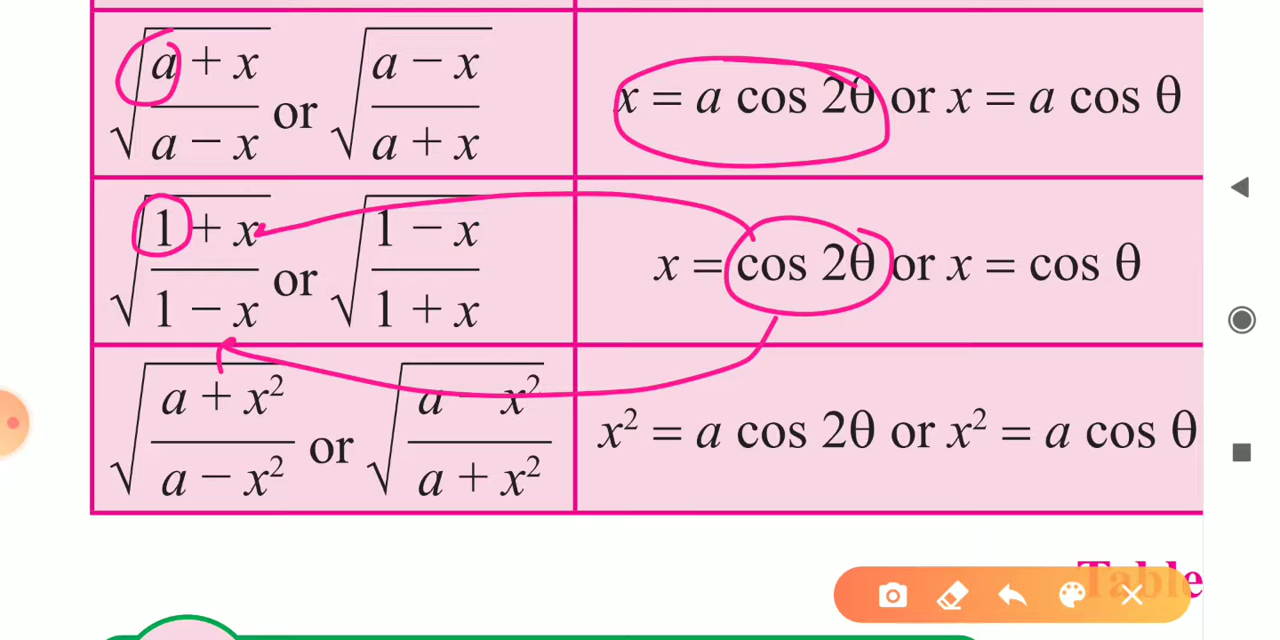 √(a + x / a − x) or √(a − x / a + x) x = a cos 2θ or x = a cos θ
√(1 + x / 1 − x) or √(1 − x / 1 + x) x = cos 2θ or x = cos θ
√(a + x² / a − x²) or √(a − x² / a + x²) x² = a cos 2θ or x² = a cos θ
Table